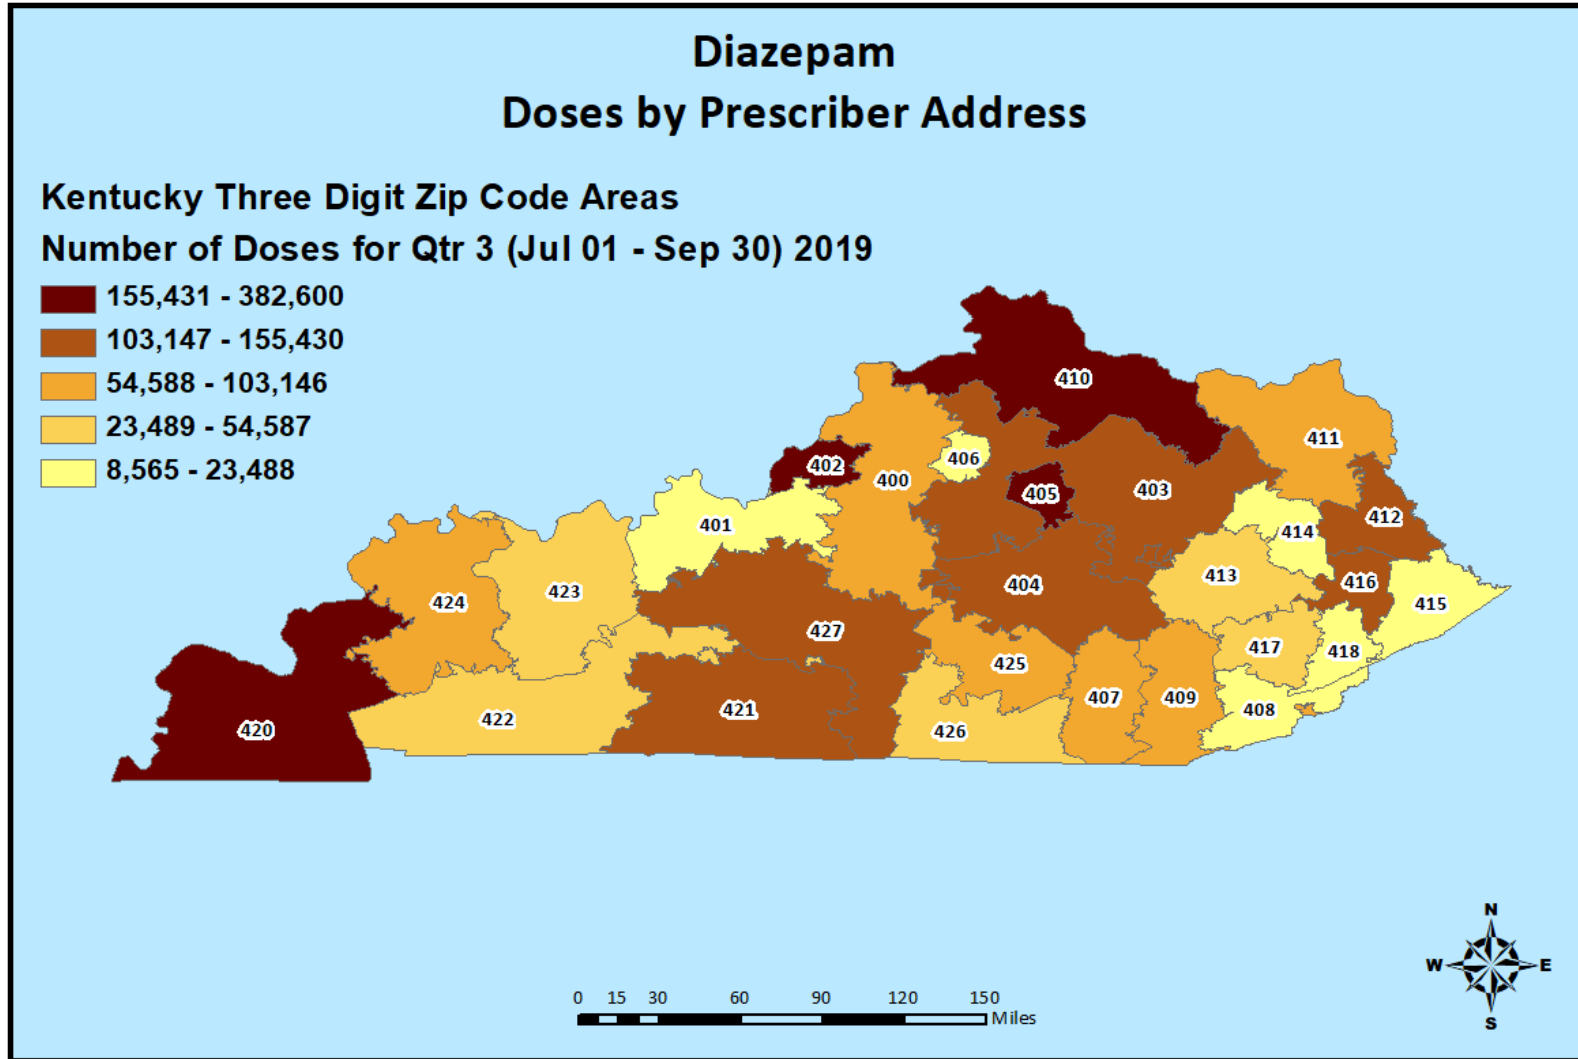 Diazepam
Doses by Prescriber Address
Kentucky Three Digit Zip Code Areas
Number of Doses for Qtr 3 (Jul 01 - Sep 30) 2019
155,431 - 382,600
103,147 - 155,430
54,588 - 103,146
23,489 - 54,587
8,565 - 23,488
410
411
406
402
400
405
403
412
401
414
404
413
416
424
423
415
427
417
418
425
407
409
408
422
421
420
426
N
W E
S
0 15 30 60 90 120 150
Miles